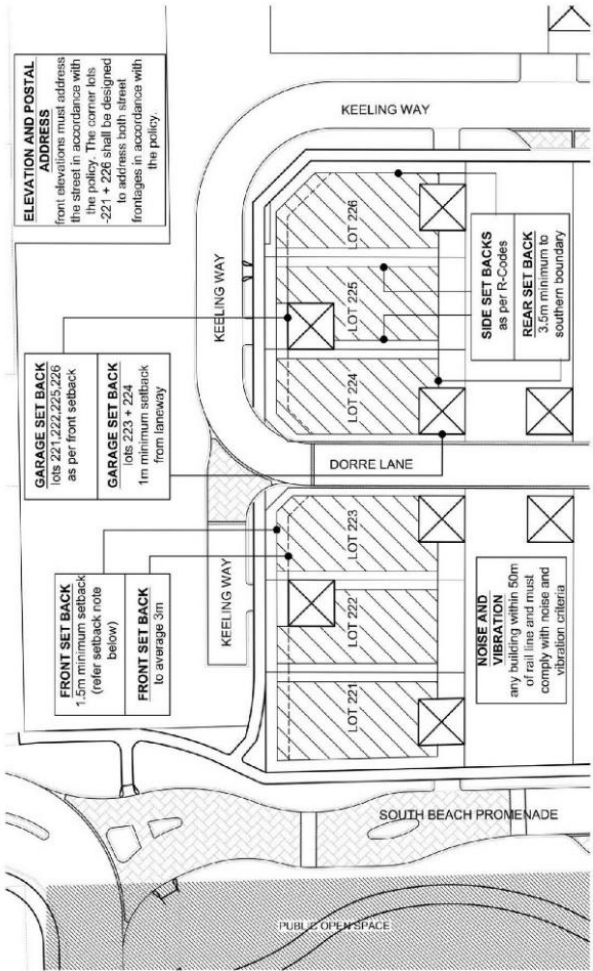 ELEVATION AND POSTAL
ADDRESS
front elevations must address
the street in accordance with
the policy. The corner lots
-221 + 226 shall be designed
to address both street
frontages in accordance with
the policy.
GARAGE SET BACK
lots 221,222,225,226
as per front setback
GARAGE SET BACK
lots 223 + 224
1m minimum setback
from laneway
FRONT SET BACK
1.5m minimum setback
(refer setback note
below)
FRONT SET BACK
to average 3m
KEELING WAY
KEELING WAY
KEELING WAY
LOT 221
LOT 222
LOT 223
LOT 224
LOT 225
LOT 226
DORRE LANE
SIDE SET BACKS
as per R-Codes
REAR SET BACK
3.5m minimum to
southern boundary
NOISE AND
VIBRATION
any building within 50m
of rail line and must
comply with noise and
vibration criteria
SOUTH BEACH PROMENADE
PUBLIC OPEN SPACE